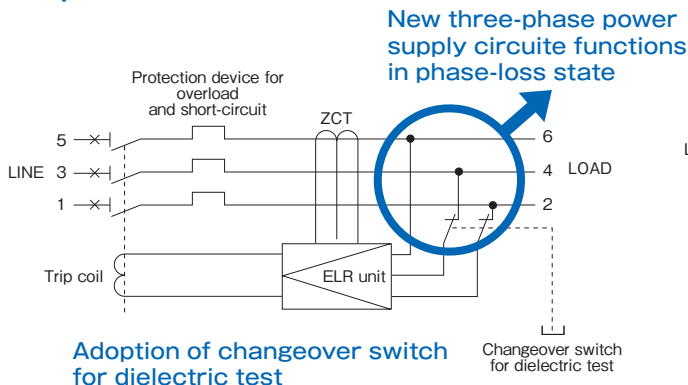 New three-phase power
supply circuite functions
in phase-loss state
Protection device for
overload
and short-circuit
ZCT
5
6
LINE
3
4
LOAD
1
2
Trip coil
ELR unit
Adoption of changeover switch
for dielectric test
Changeover switch
for dielectric test